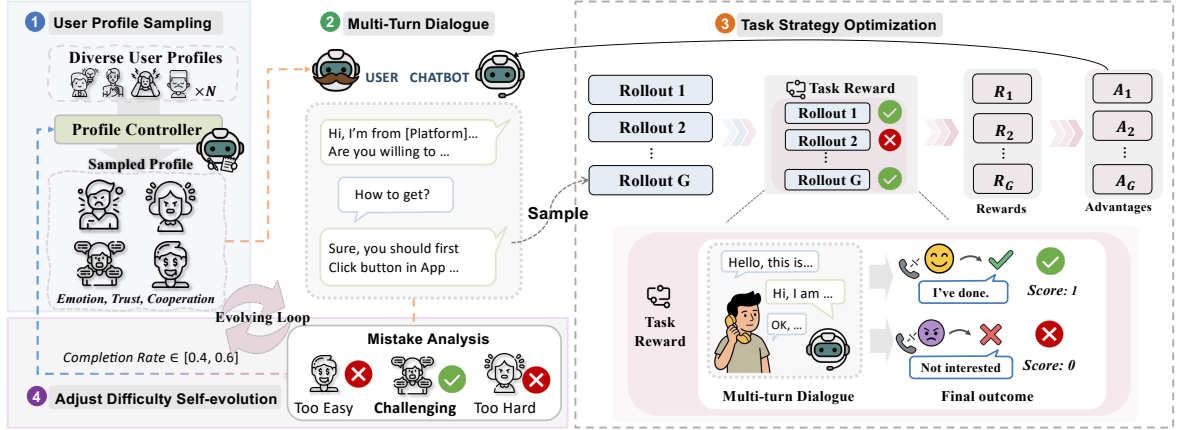 1 User Profile Sampling
Diverse User Profiles
×N
Profile Controller
Sampled Profile
Emotion, Trust, Cooperation
Evolving Loop
2 Multi-Turn Dialogue
USER CHATBOT
Hi, I'm from [Platform]...
Are you willing to ...
How to get?
Sure, you should first
Click button in App ...
Sample
3 Task Strategy Optimization
Rollout 1
Rollout 2
⋮
Rollout G
Task Reward
Rollout 1
Rollout 2
⋮
Rollout G
R1
R2
⋮
RG
Rewards
A1
A2
⋮
AG
Advantages
Task
Reward
Hello, this is...
Hi, I am ...
OK, ...
Multi-turn Dialogue
I've done.
Score: 1
Not interested
Score: 0
Final outcome
Completion Rate ∈ [0.4, 0.6]
4 Adjust Difficulty Self-evolution
Mistake Analysis
Too Easy
Challenging
Too Hard